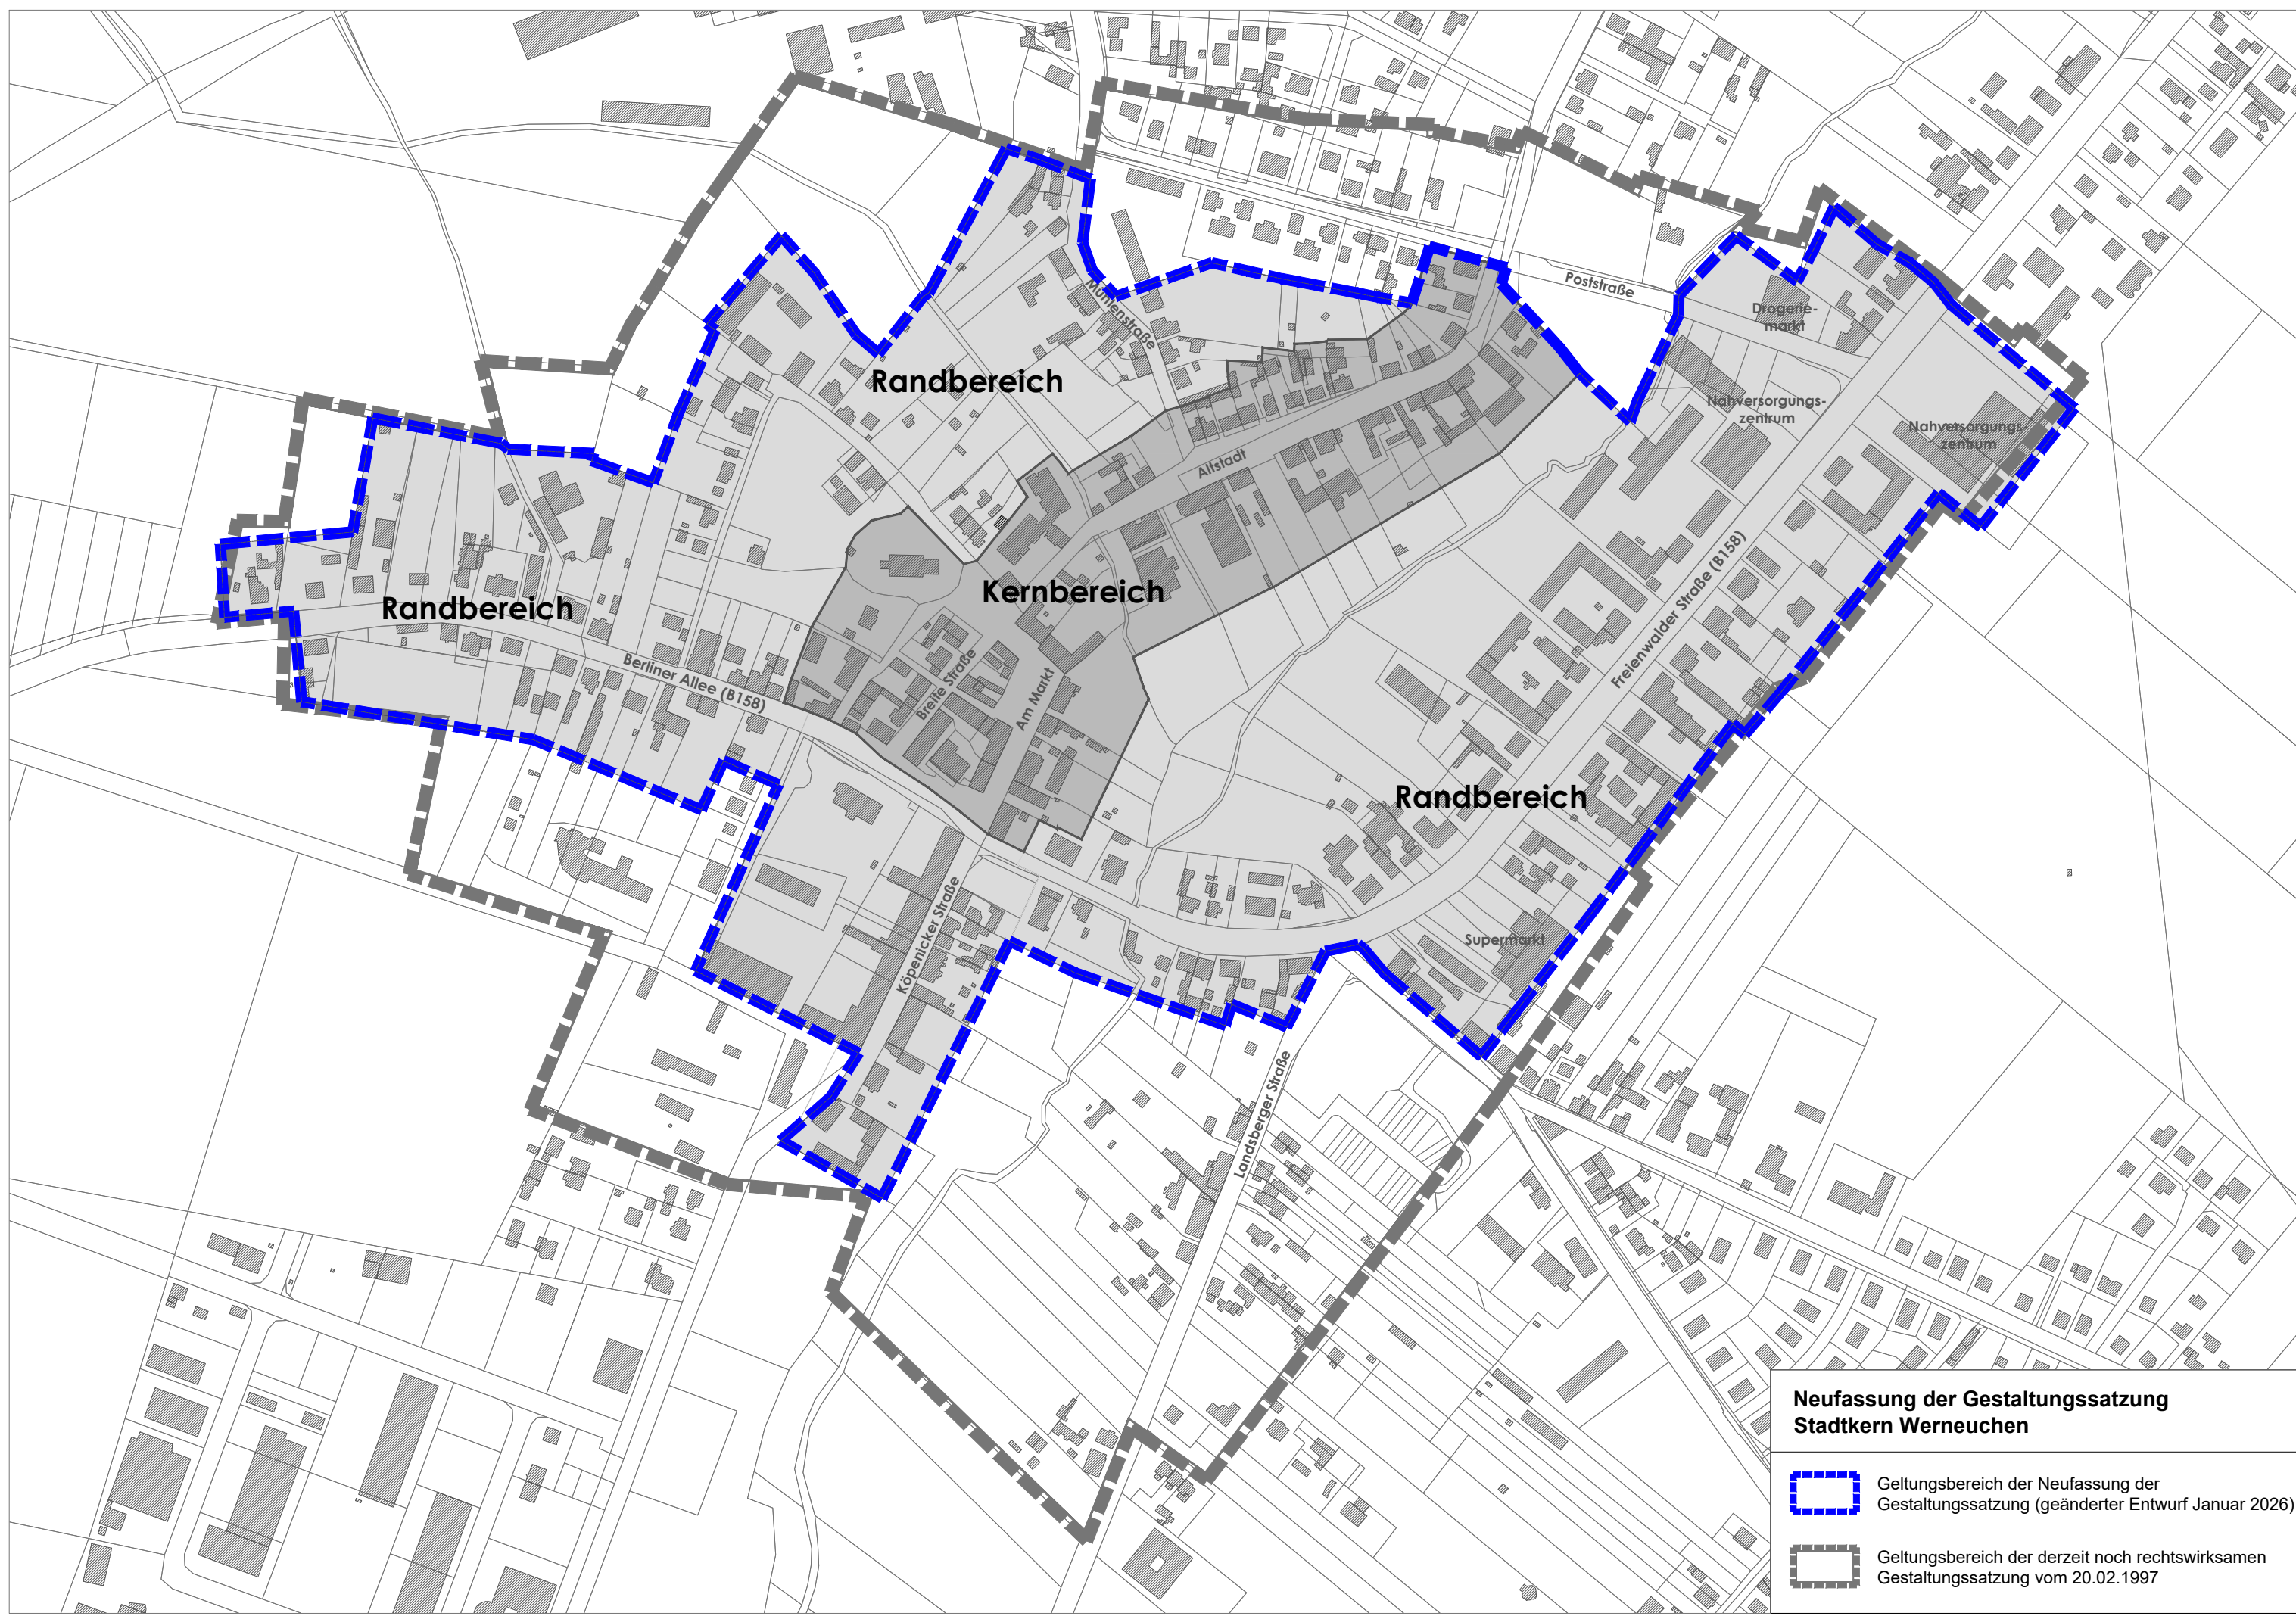 Poststraße
Drogerie-
markt
Mühlenstraße
Randbereich
Nahversorgungs-
zentrum
Nahversorgungs-
zentrum
Altstadt
Kernbereich
Randbereich
Freienwalder Straße (B158)
Berliner Allee (B158)
Breite Straße
Am Markt
Randbereich
Köpenicker Straße
Supermarkt
Landsberger Straße
Neufassung der Gestaltungssatzung
Stadtkern Werneuchen
Geltungsbereich der Neufassung der
Gestaltungssatzung (geänderter Entwurf Januar 2026)
Geltungsbereich der derzeit noch rechtswirksamen
Gestaltungssatzung vom 20.02.1997